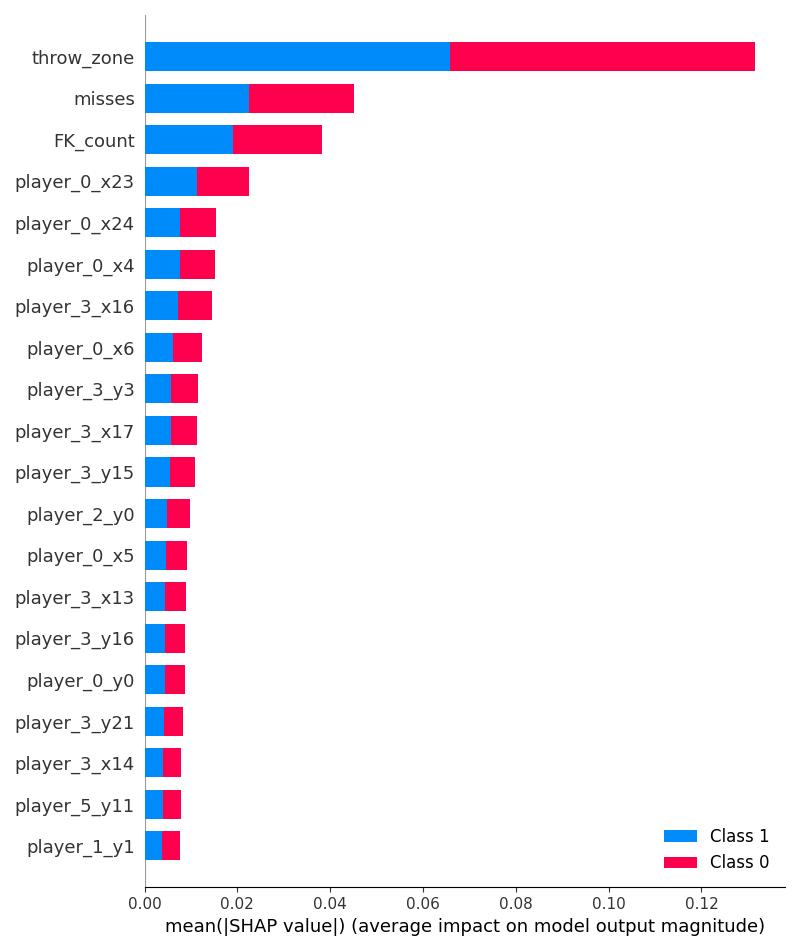 throw_zone
misses
FK_count
player_0_x23
player_0_x24
player_0_x4
player_3_x16
player_0_x6
player_3_y3
player_3_x17
player_3_y15
player_2_y0
player_0_x5
player_3_x13
player_3_y16
player_0_y0
player_3_y21
player_3_x14
player_5_y11
player_1_y1
Class 1
Class 0
0.00 0.02 0.04 0.06 0.08 0.10 0.12
mean(|SHAP value|) (average impact on model output magnitude)